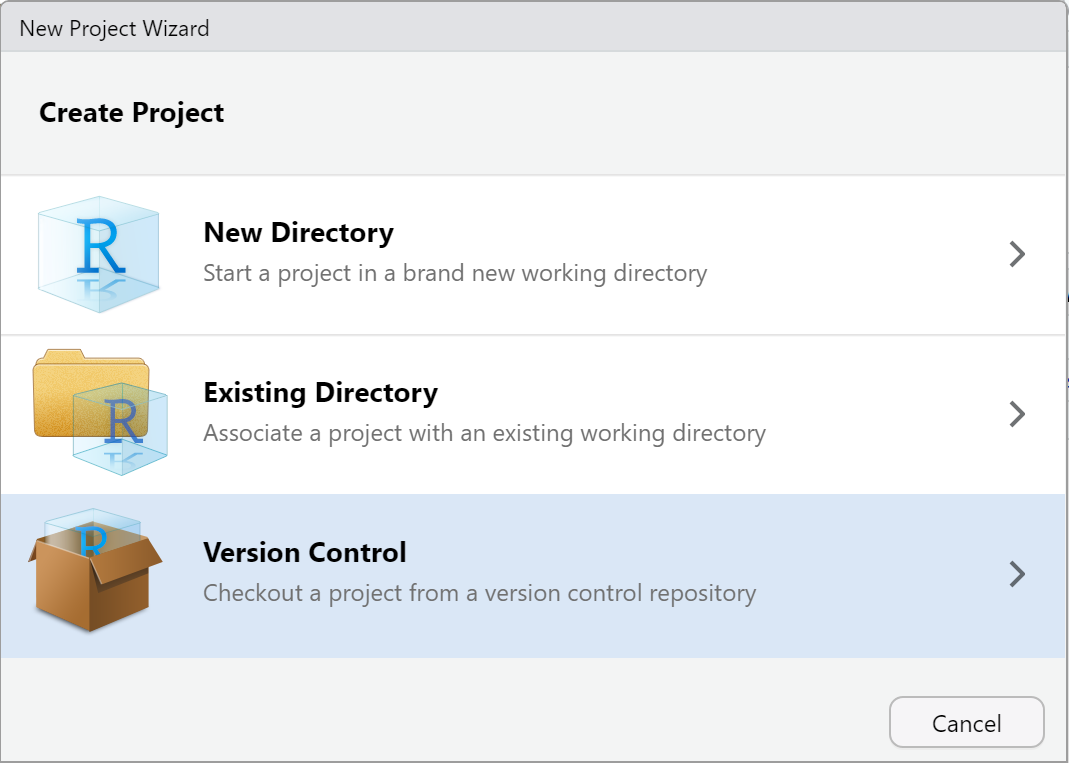 New Project Wizard
Create Project
R
New Directory
Start a project in a brand new working directory
R
Existing Directory
Associate a project with an existing working directory
R
Version Control
Checkout a project from a version control repository
Cancel